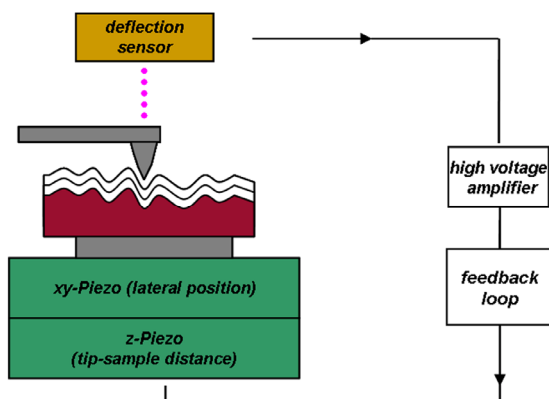 deflection
sensor
high voltage
amplifier
feedback
loop
xy-Piezo (lateral position)
z-Piezo
(tip-sample distance)